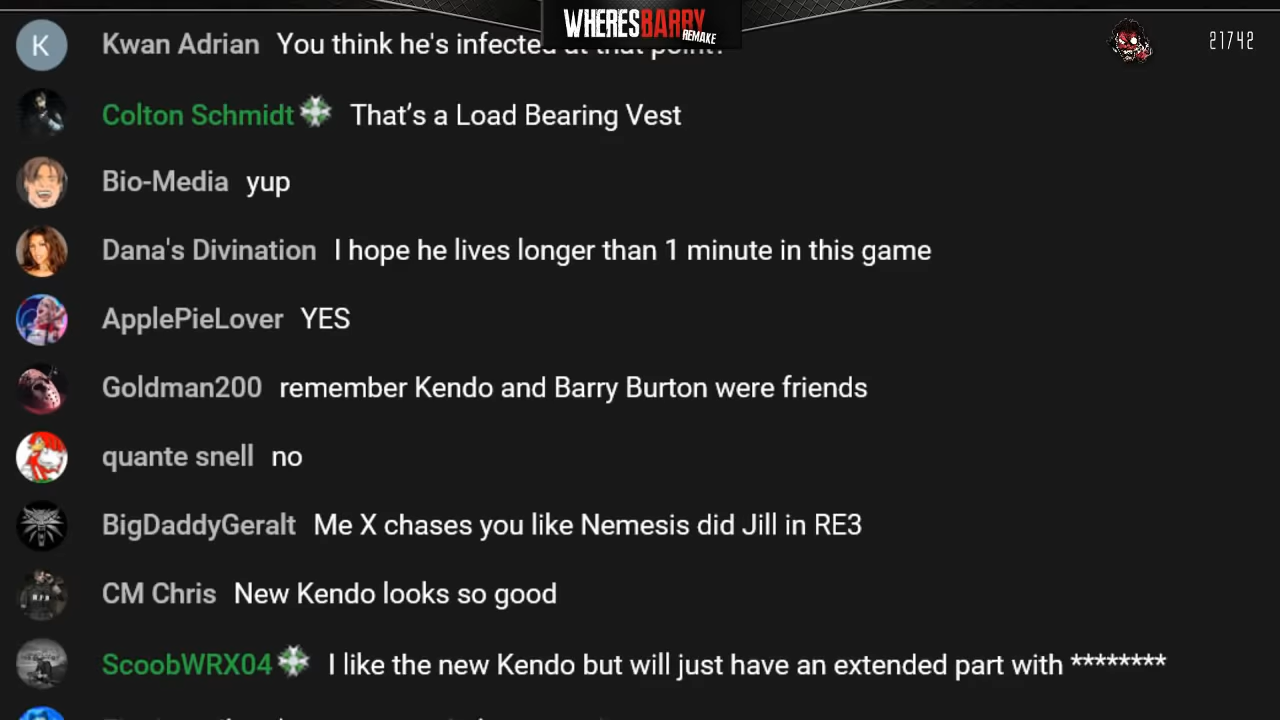 WHERESBARRY
REMAKE
21742
K Kwan Adrian You think he's infected at that point?
Colton Schmidt That's a Load Bearing Vest
Bio-Media yup
Dana's Divination I hope he lives longer than 1 minute in this game
ApplePieLover YES
Goldman200 remember Kendo and Barry Burton were friends
quante snell no
BigDaddyGeralt Me X chases you like Nemesis did Jill in RE3
CM Chris New Kendo looks so good
ScoobWRX04 I like the new Kendo but will just have an extended part with ********